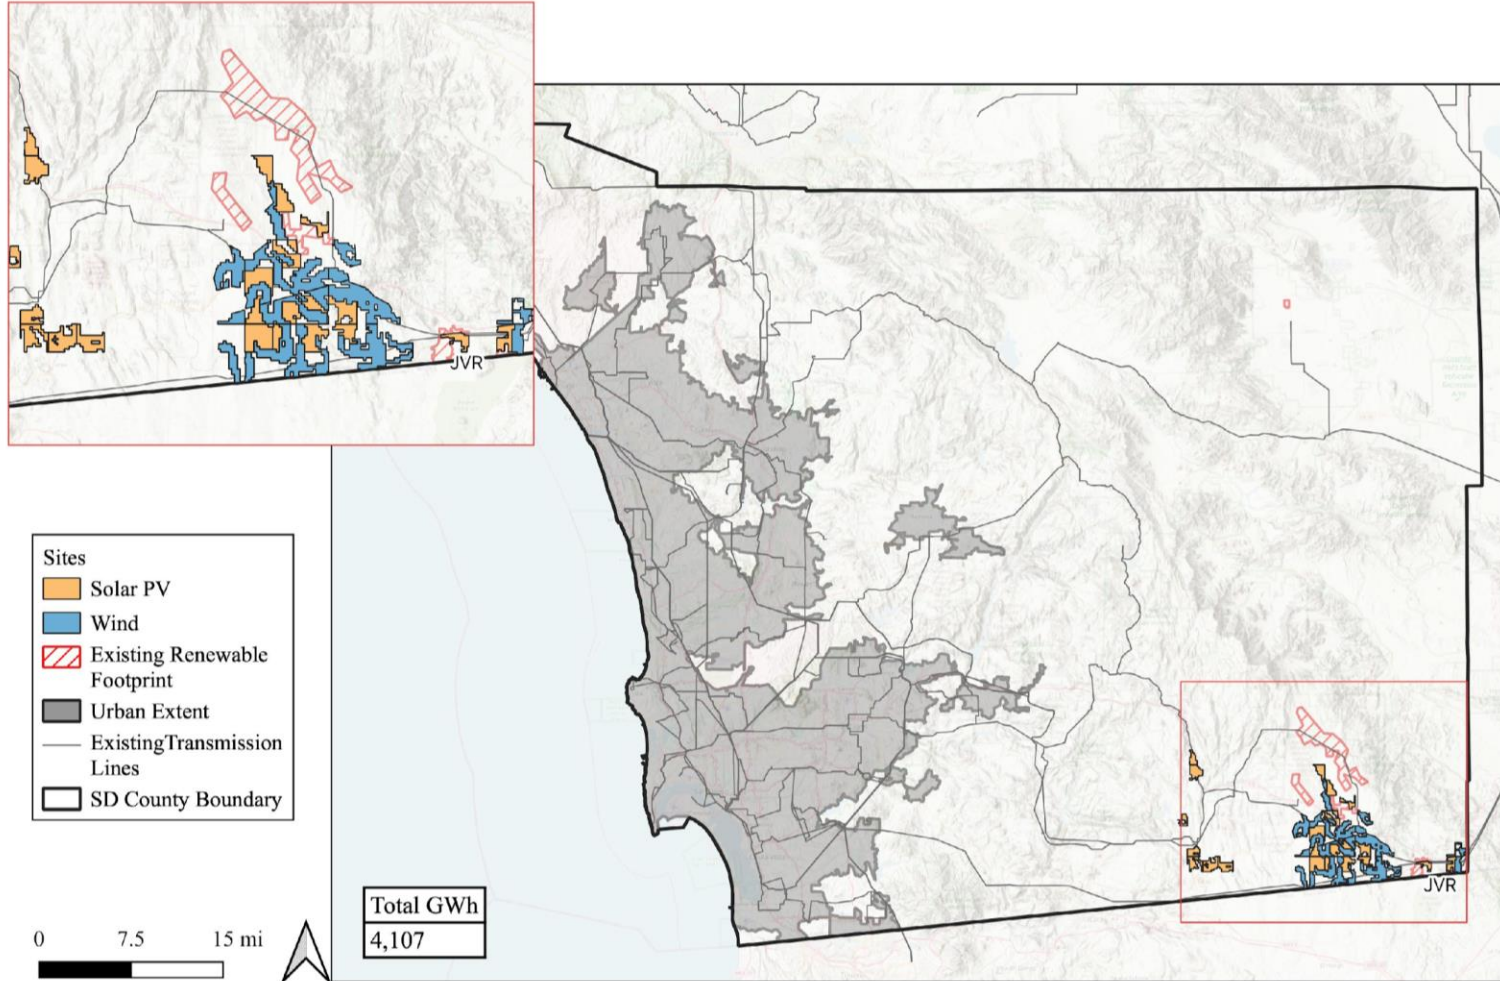 JVR
Sites
Solar PV
Wind
Existing Renewable
Footprint
Urban Extent
ExistingTransmission
Lines
SD County Boundary
JVR
Total GWh
4,107
0 7.5 15 mi